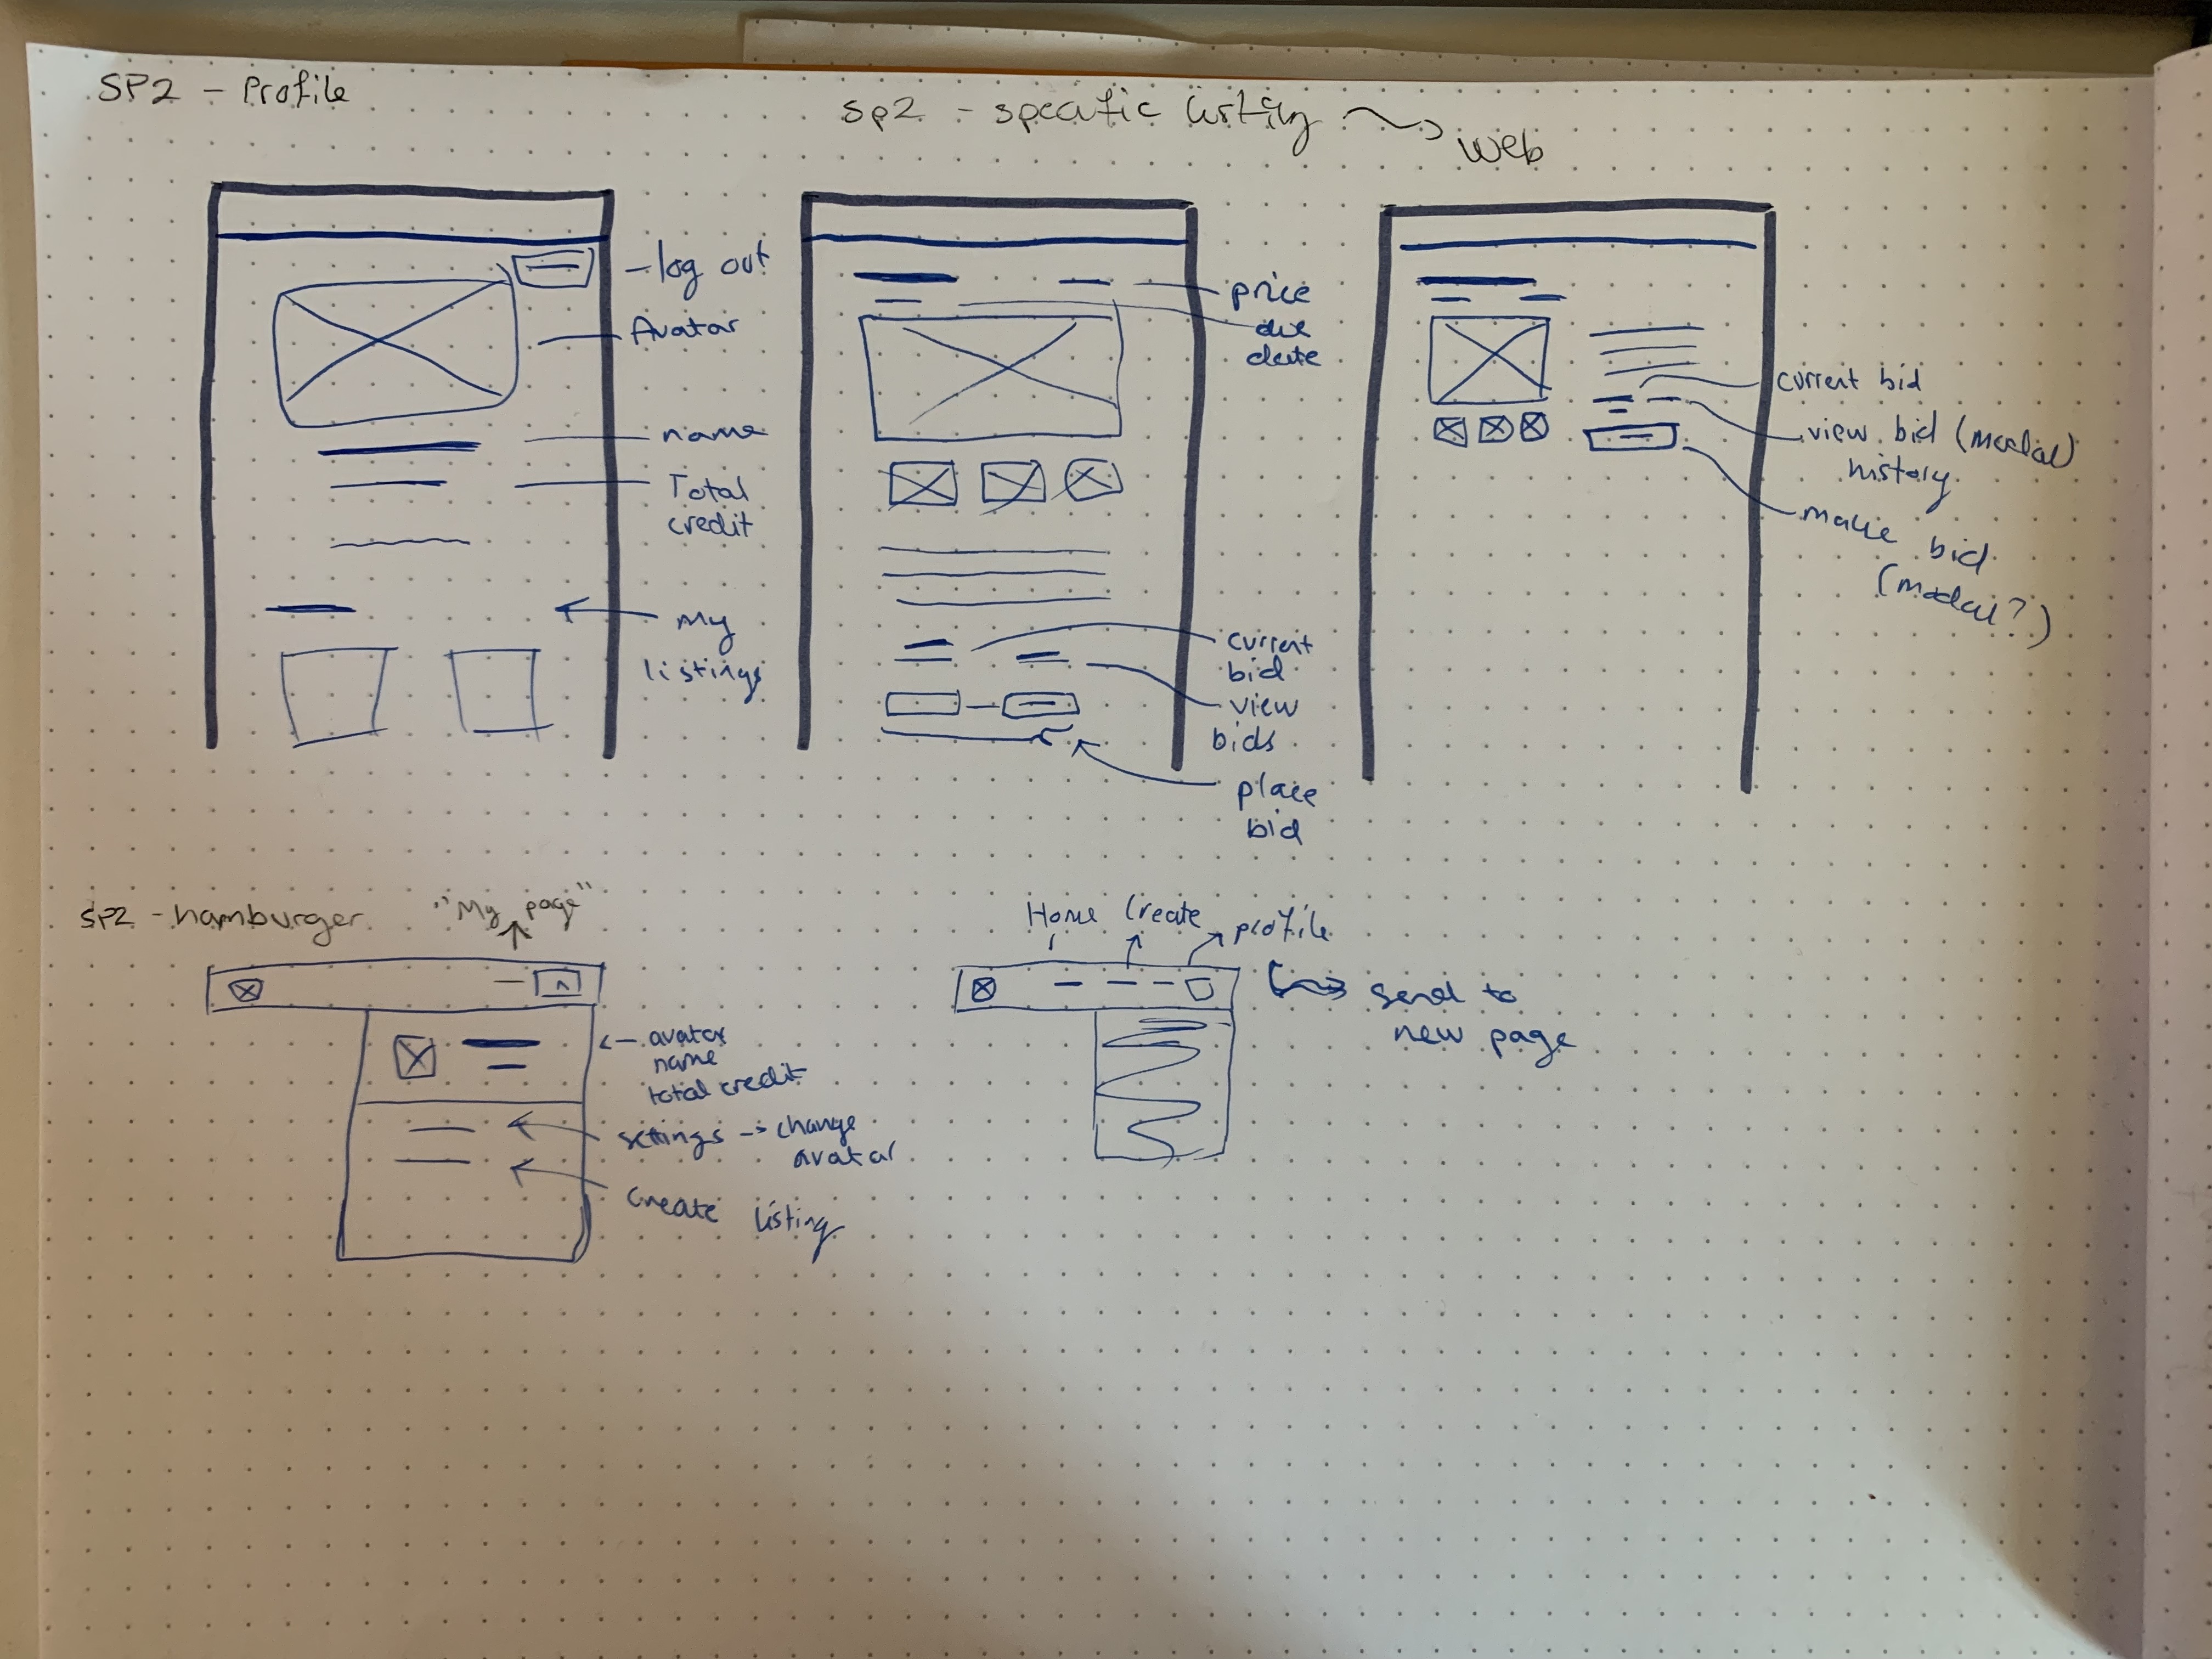 SP2 - Profile
- log out
Avatar
name
Total
credit
My
listings
Sp2 - specific listing
Web
price
due
date
current
bid
view
bids
place
bid
current bid
view bid (modal)
history
make bid
(modal?)
SP2 - hamburger
"My page"
avatar
name
total credit
settings -> change
avatar
Create listing
Home Create profile
send to
new page